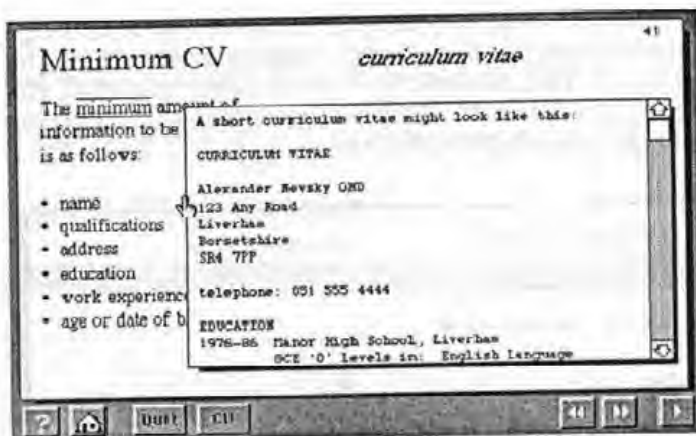 41
Minimum CV
curriculum vitae
The minimum amount of
information to be
is as follows:
• name
• qualifications
• address
• education
• work experience
• age or date of b
A short curriculum vitae might look like this:
CURRICULUM VITAE
Alexander Nevsky OND
123 Any Road
Liverham
Borsetshire
SR4 7PP
telephone: 051 555 4444
EDUCATION
1976-86 Manor High School, Liverham
GCE 'O' levels in: English Language
?
Quit